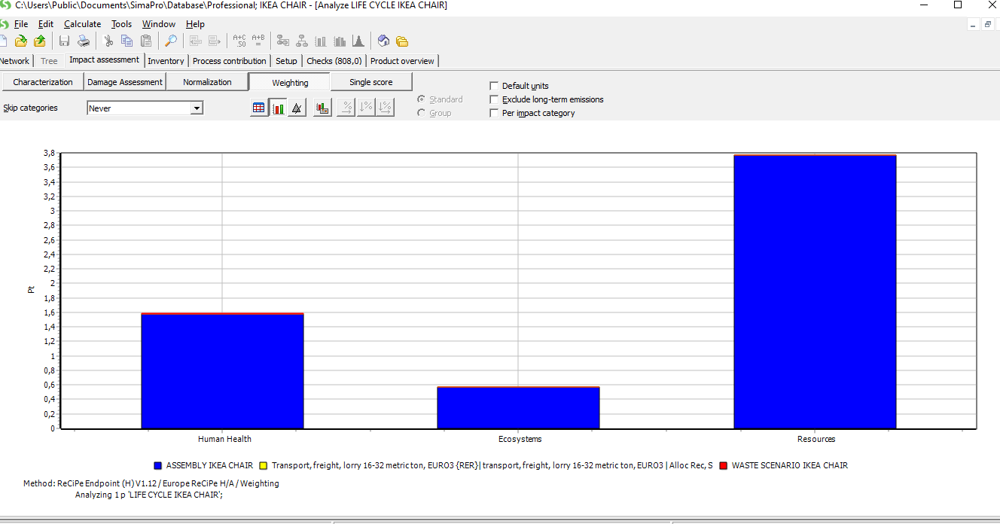 C:\Users\Public\Documents\SimaPro\Database\Professional; IKEA CHAIR - [Analyze LIFE CYCLE IKEA CHAIR]
File Edit Calculate Tools Window Help
A+C .50 A+B =
Network Tree Impact assessment Inventory Process contribution Setup Checks (808,0) Product overview
Characterization Damage Assessment Normalization Weighting Single score
Default units
Skip categories Never Standard Exclude long-term emissions
Group Per impact category
3,8
3,6
3,4
3,2
3
2,8
2,6
2,4
2,2
2
1,8
1,6
1,4
1,2
1
0,8
0,6
0,4
0,2
0
Pt
Human Health Ecosystems Resources
ASSEMBLY IKEA CHAIR Transport, freight, lorry 16-32 metric ton, EURO3 {RER}| transport, freight, lorry 16-32 metric ton, EURO3 | Alloc Rec, S WASTE SCENARIO IKEA CHAIR
Method: ReCiPe Endpoint (H) V1.12 / Europe ReCiPe H/A / Weighting
Analyzing 1 p 'LIFE CYCLE IKEA CHAIR';